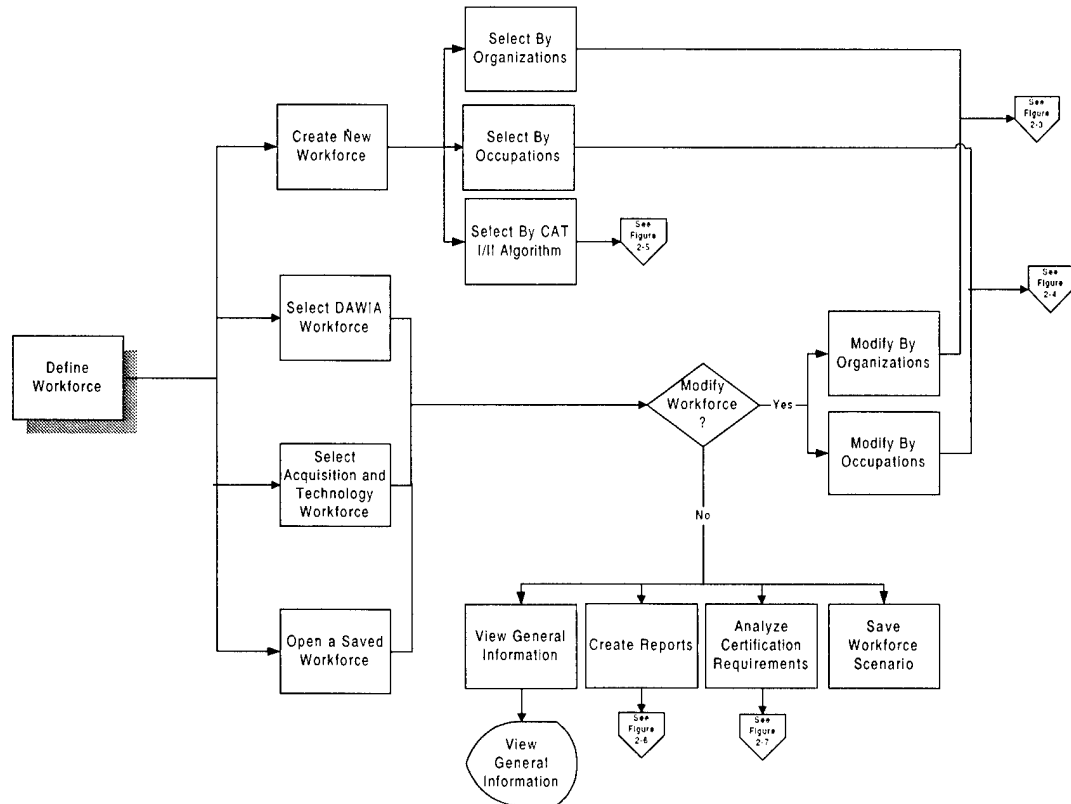 Select By
Organizations
See
Figure
2-3
Create New
Workforce
Select By
Occupations
Select By CAT
I/II Algorithm
See
Figure
2-5
See
Figure
2-4
Select DAWIA
Workforce
Define
Workforce
Modify By
Organizations
Modify
Workforce
?
Yes
Modify By
Occupations
Select
Acquisition and
Technology
Workforce
No
Open a Saved
Workforce
View General
Information
Create Reports
Analyze
Certification
Requirements
Save
Workforce
Scenario
See
Figure
2-6
See
Figure
2-7
View
General
Information